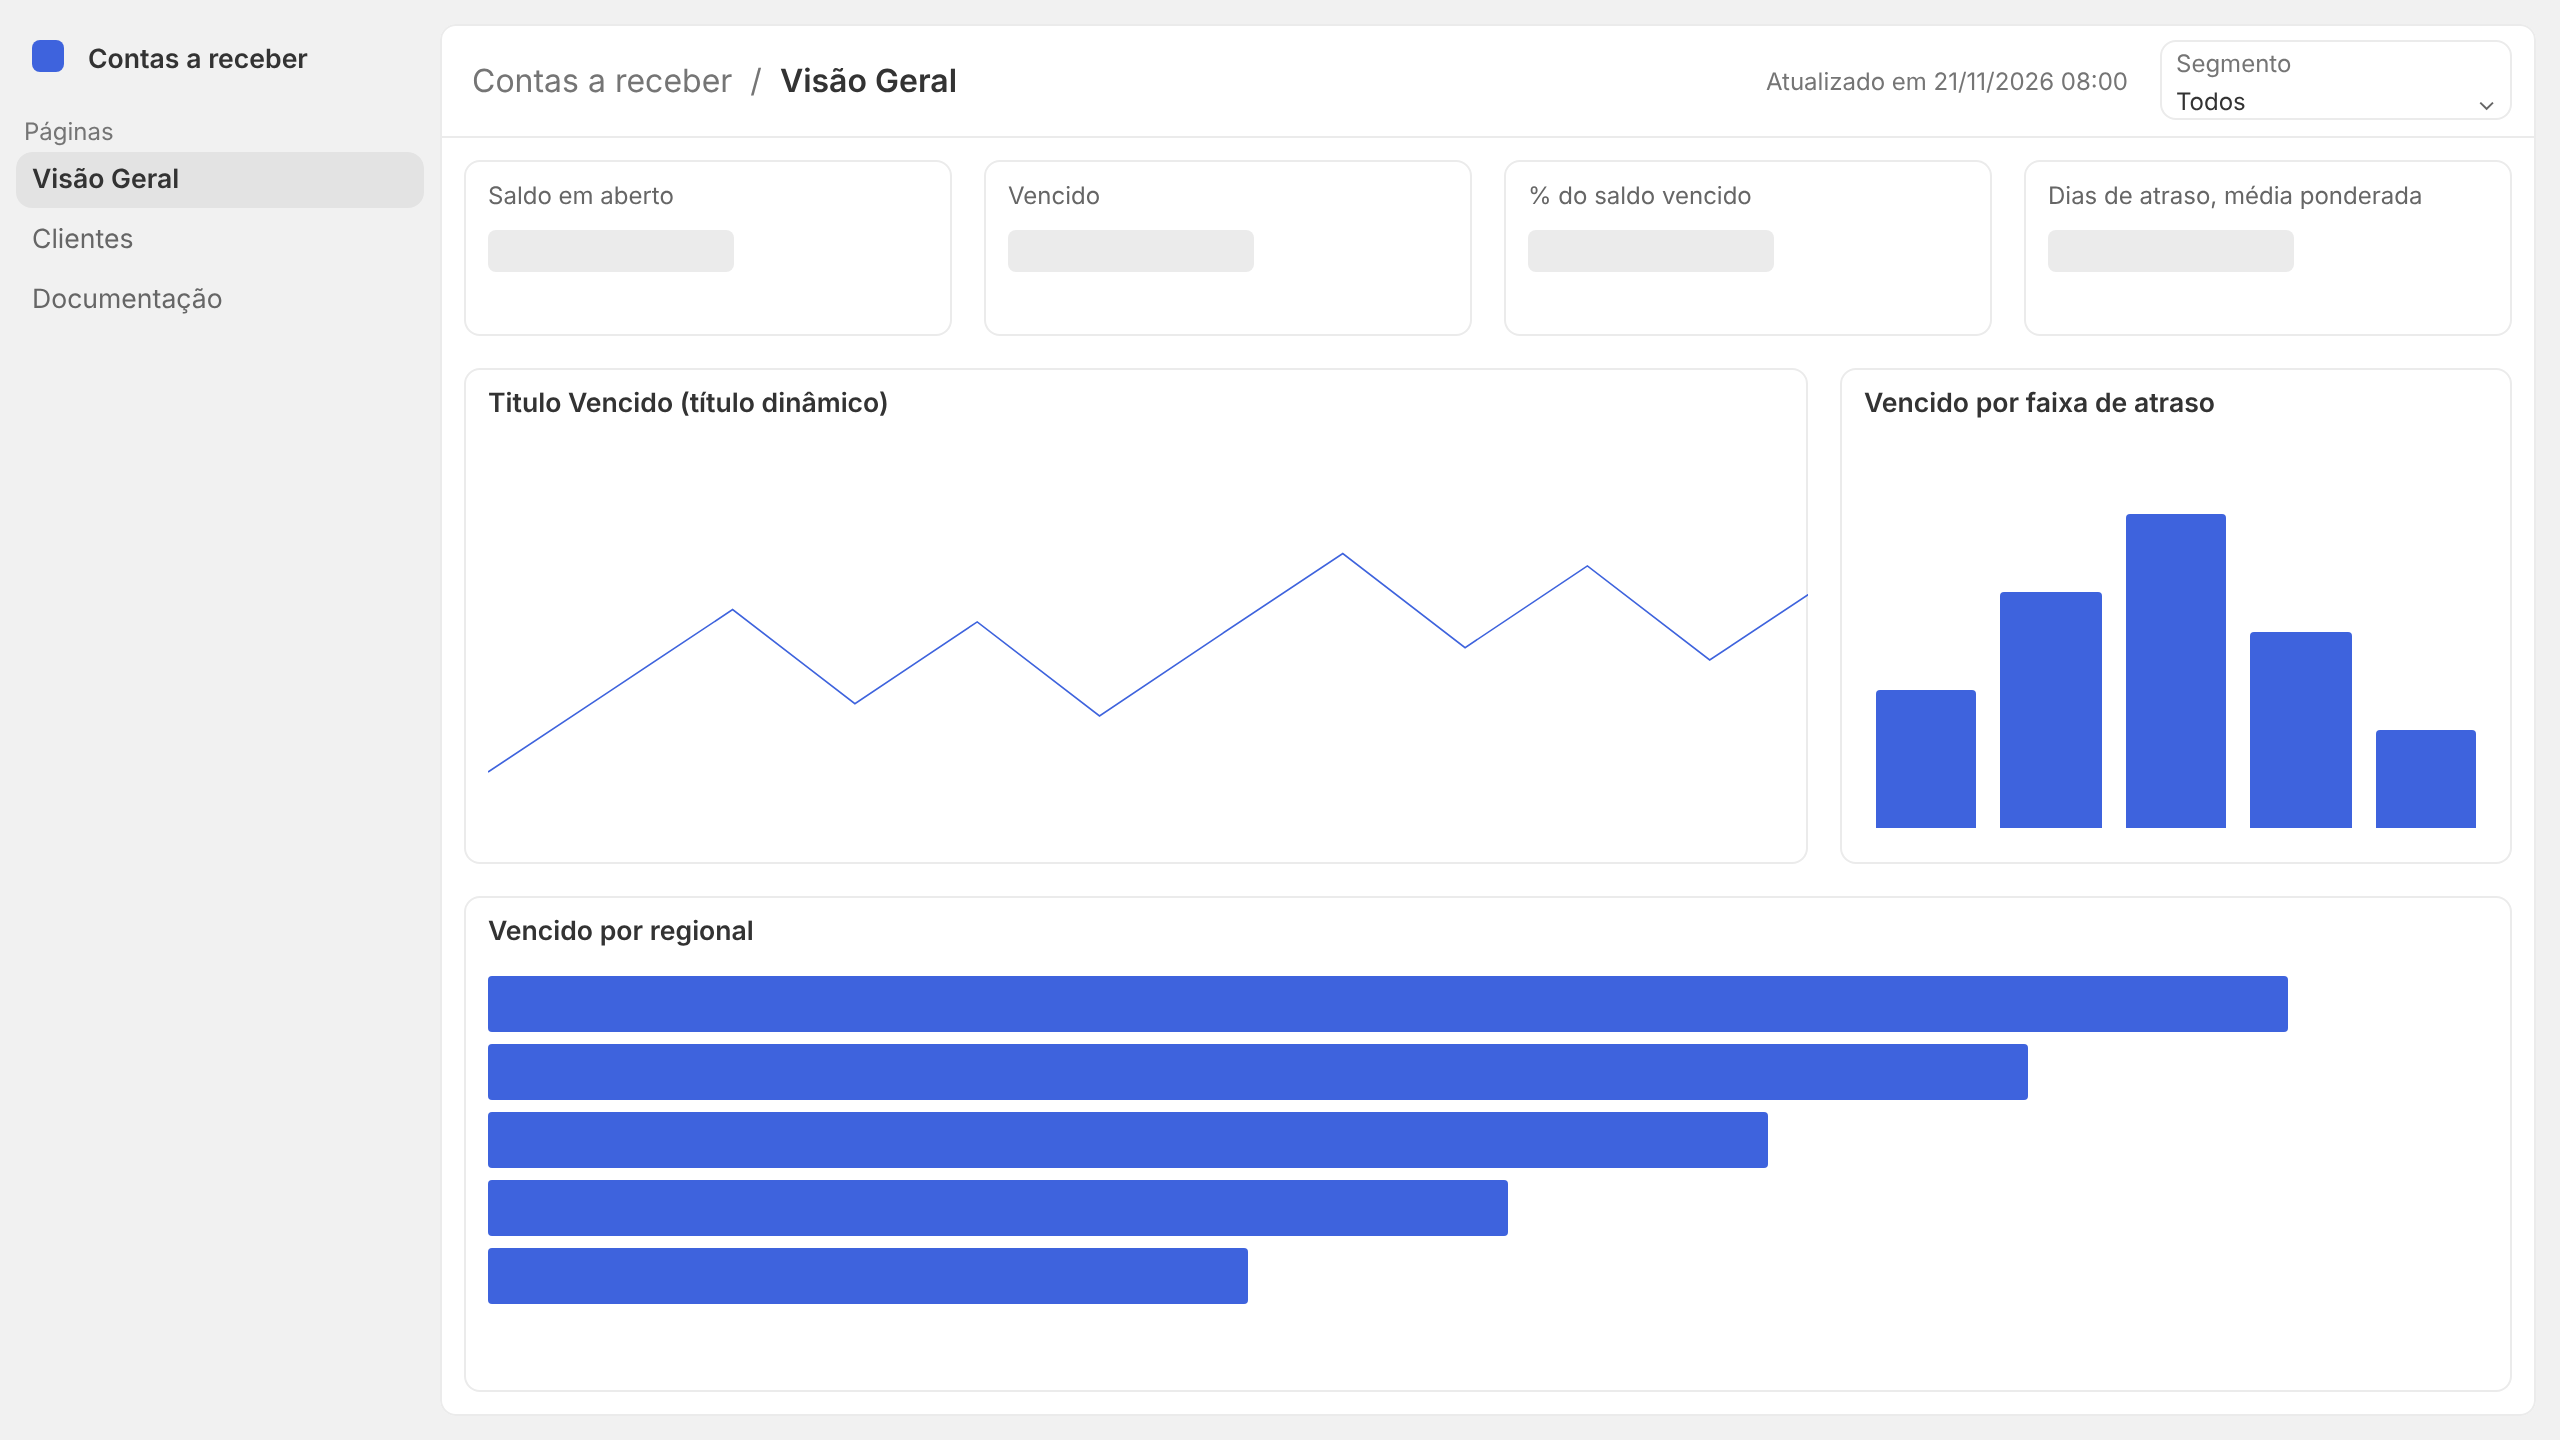 Contas a receber
Páginas
Visão Geral
Clientes
Documentação
Contas a receber / Visão Geral
Atualizado em 21/11/2026 08:00
Segmento
Todos
Saldo em aberto
Vencido
% do saldo vencido
Dias de atraso, média ponderada
Titulo Vencido (título dinâmico)
Vencido por faixa de atraso
Vencido por regional